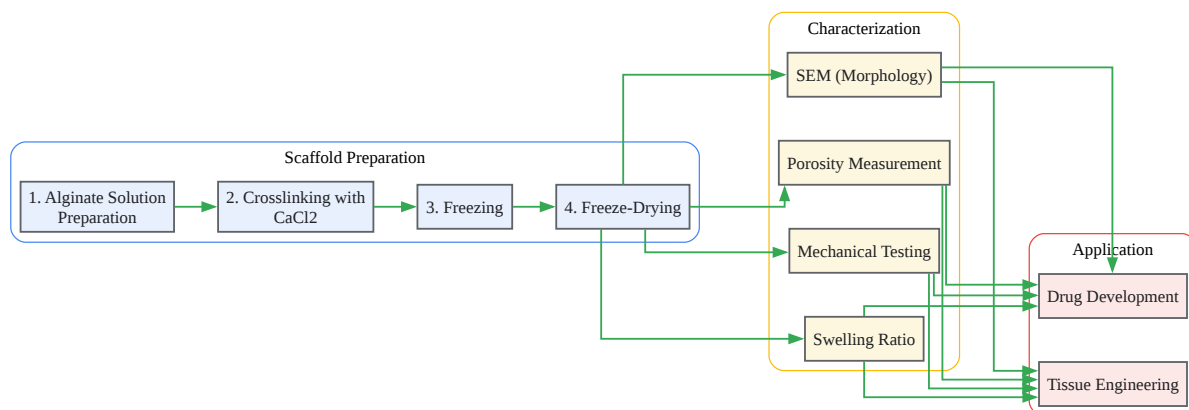 Characterization
SEM (Morphology)
Scaffold Preparation
Porosity Measurement
1. Alginate Solution
Preparation
2. Crosslinking with
CaCl2
3. Freezing
4. Freeze-Drying
Mechanical Testing
Application
Drug Development
Swelling Ratio
Tissue Engineering